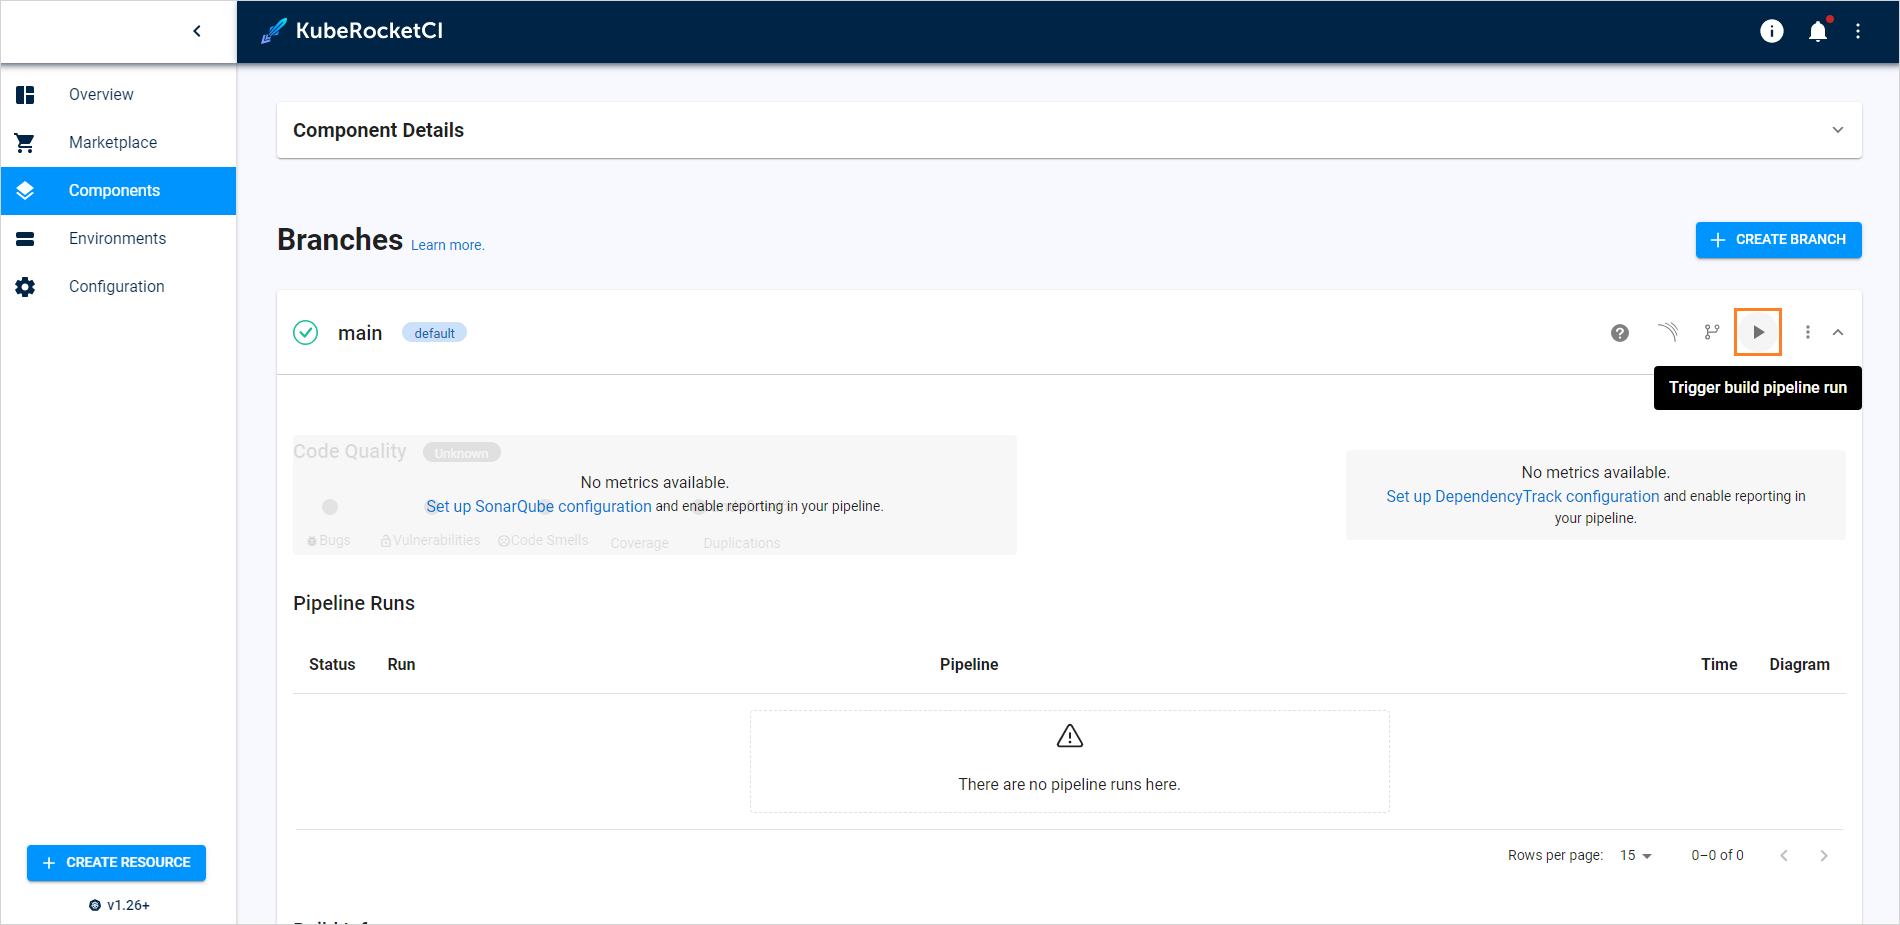 KubeRocketCI
Overview
Marketplace
Components
Environments
Configuration
Component Details
Branches Learn more.
CREATE BRANCH
main default
Trigger build pipeline run
Code Quality Unknown
No metrics available.
Set up SonarQube configuration and enable reporting in your pipeline.
Bugs Vulnerabilities Code Smells Coverage Duplications
No metrics available.
Set up DependencyTrack configuration and enable reporting in
your pipeline.
Pipeline Runs
Status Run Pipeline Time Diagram
There are no pipeline runs here.
Rows per page: 15 0–0 of 0
CREATE RESOURCE
v1.26+